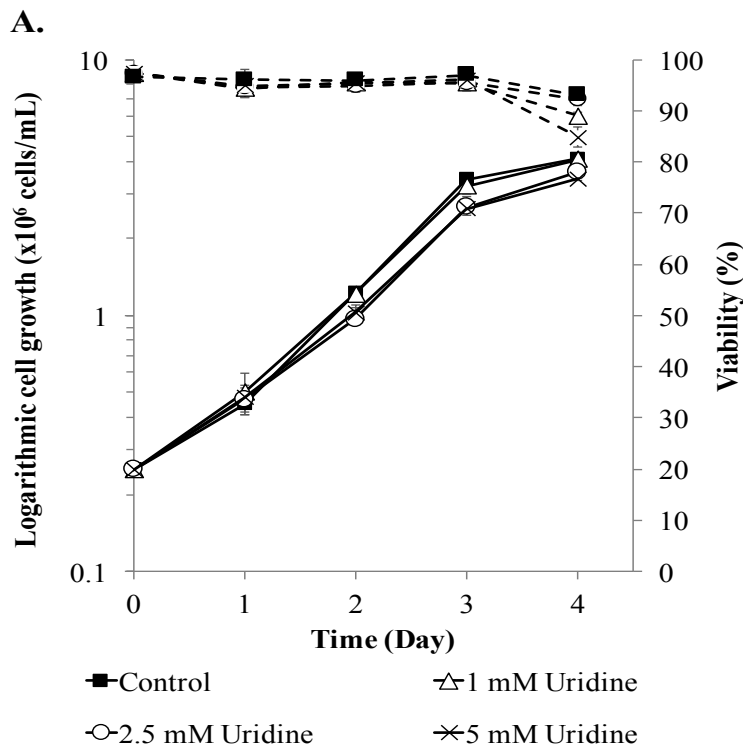 A.
Logarithmic cell growth (x10⁶ cells/mL)
10
1
0.1
100
90
80
70
60
50
40
30
20
10
0
Viability (%)
0 1 2 3 4
Time (Day)
Control
1 mM Uridine
2.5 mM Uridine
5 mM Uridine